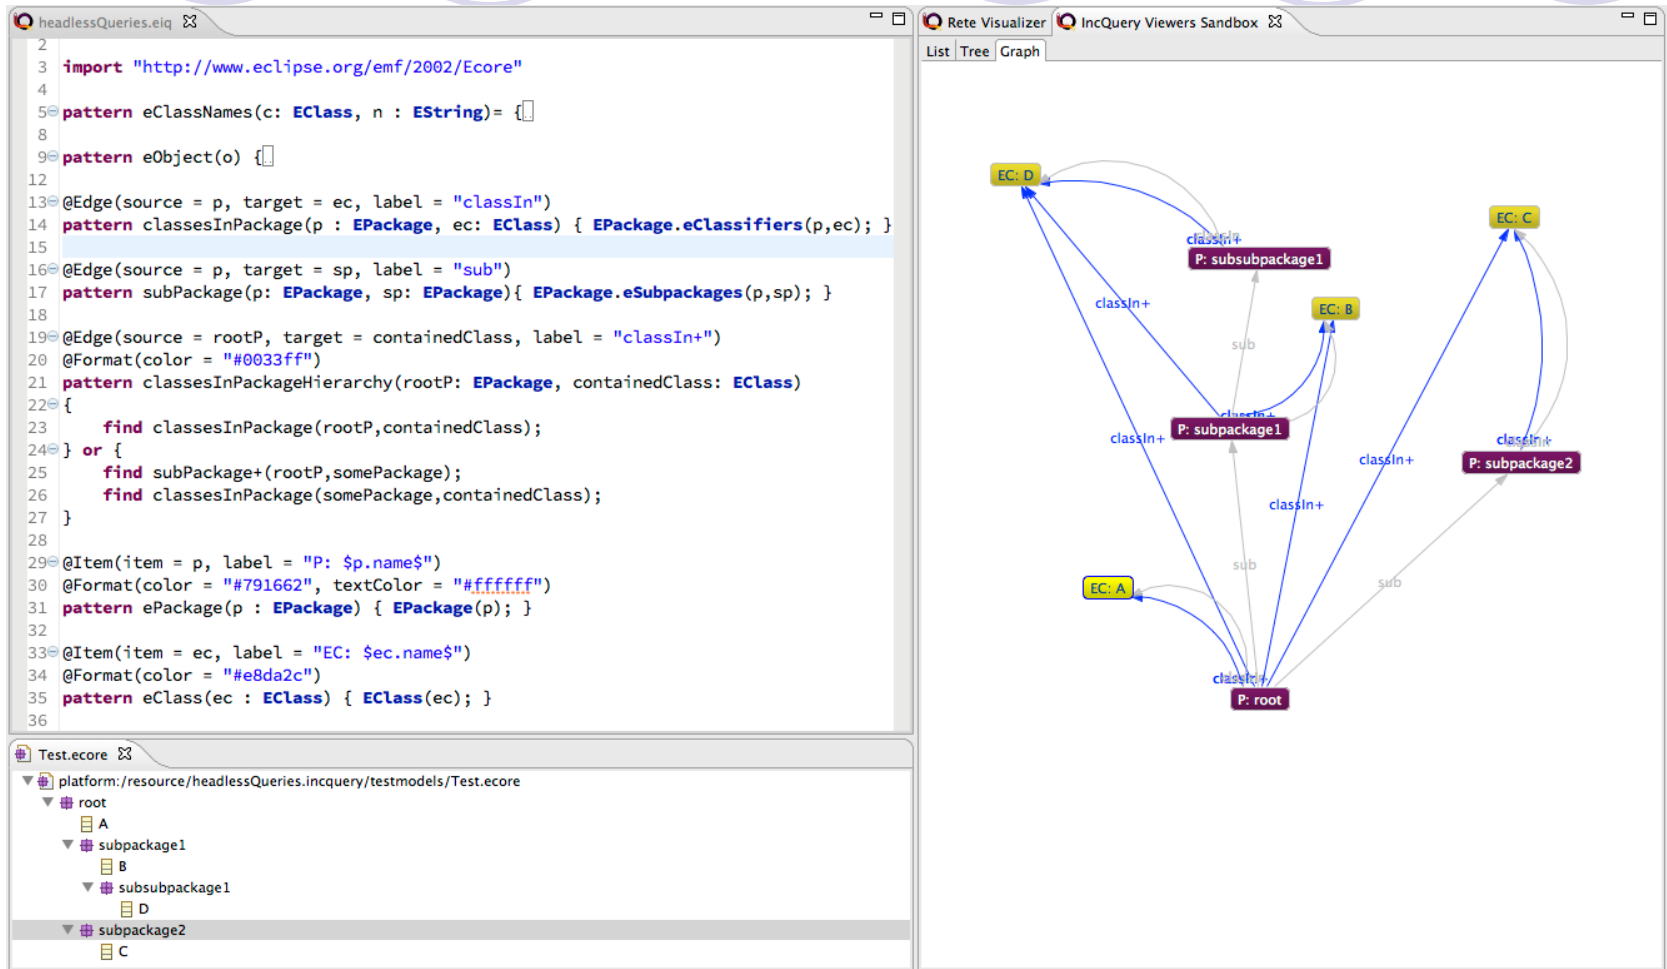 headlessQueries.eiq
2
3 import "http://www.eclipse.org/emf/2002/Ecore"
4
5 pattern eClassNames(c: EClass, n : EString)= {..
8
9 pattern eObject(o) {..
12
13 @Edge(source = p, target = ec, label = "classIn")
14 pattern classesInPackage(p : EPackage, ec: EClass) { EPackage.eClassifiers(p,ec); }
15
16 @Edge(source = p, target = sp, label = "sub")
17 pattern subPackage(p: EPackage, sp: EPackage){ EPackage.eSubpackages(p,sp); }
18
19 @Edge(source = rootP, target = containedClass, label = "classIn+")
20 @Format(color = "#0033ff")
21 pattern classesInPackageHierarchy(rootP: EPackage, containedClass: EClass)
22 {
23 find classesInPackage(rootP,containedClass);
24 } or {
25 find subPackage+(rootP,somePackage);
26 find classesInPackage(somePackage,containedClass);
27 }
28
29 @Item(item = p, label = "P: $p.name$")
30 @Format(color = "#791662", textColor = "#ffffff")
31 pattern ePackage(p : EPackage) { EPackage(p); }
32
33 @Item(item = ec, label = "EC: $ec.name$")
34 @Format(color = "#e8da2c")
35 pattern eClass(ec : EClass) { EClass(ec); }
36
Test.ecore
platform:/resource/headlessQueries.incquery/testmodels/Test.ecore
root
A
subpackage1
B
subsubpackage1
D
subpackage2
C
Rete Visualizer IncQuery Viewers Sandbox
List Tree Graph
EC: D
EC: C
classIn+
P: subsubpackage1
classIn+
EC: B
sub
classIn+
P: subpackage1
classIn+
classIn+
classIn+
P: subpackage2
classIn+
sub
sub
EC: A
classIn+
P: root